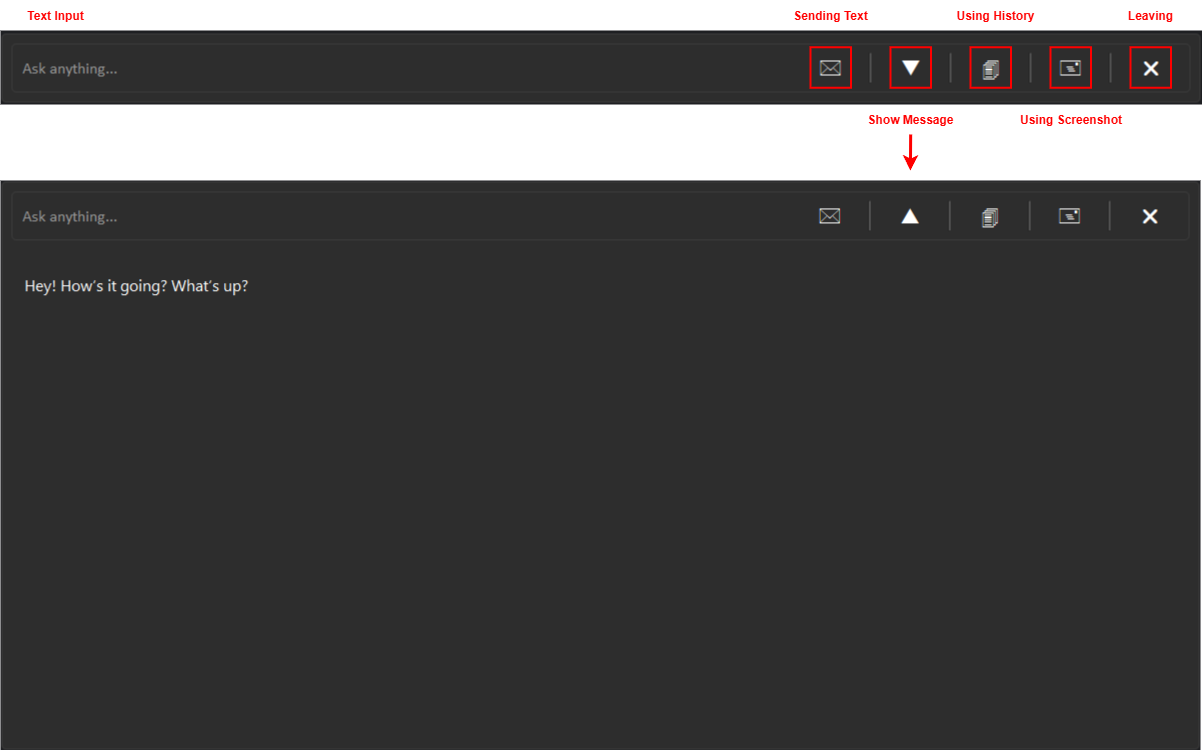 Text Input
Sending Text
Using History
Leaving
Ask anything...
Show Message
Using Screenshot
Ask anything...
Hey! How's it going? What's up?